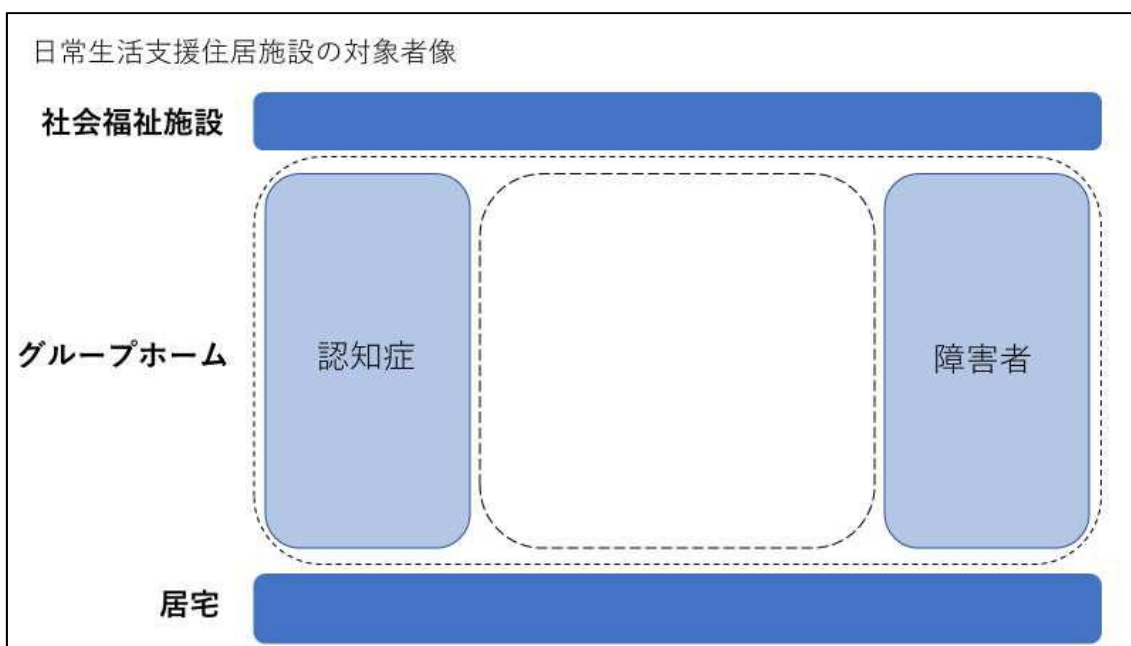 日常生活支援住居施設の対象者像
社会福祉施設
グループホーム
認知症
障害者
居宅